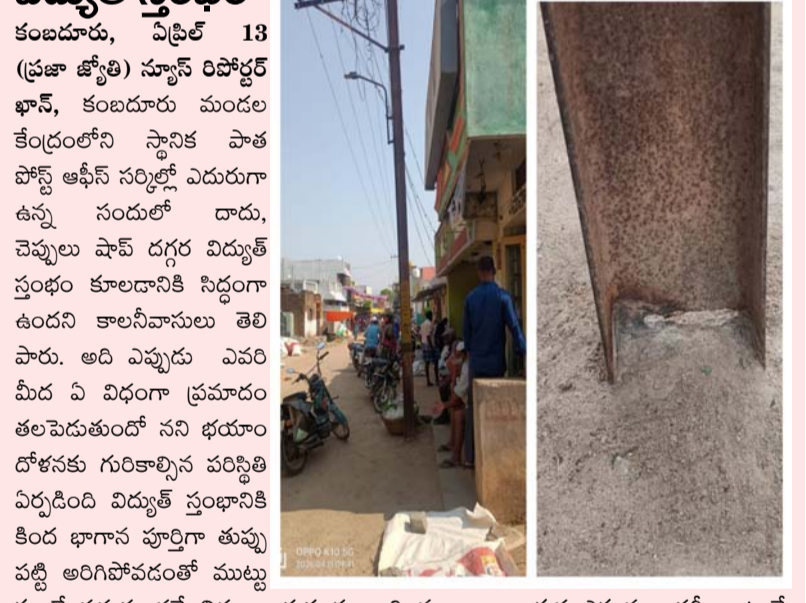 విద్యుత్ స్తంభం
కంబదూరు, ఏప్రిల్ 13
(ప్రజా జ్యోతి) న్యూస్ రిపోర్టర్
ఖాన్, కంబదూరు మండల
కేంద్రంలోని స్థానిక పాత
పోస్ట్ ఆఫీస్ సర్కిల్లో ఎదురుగా
ఉన్న సందులో దాదు,
చెప్పులు షాప్ దగ్గర విద్యుత్
స్తంభం కూలడానికి సిద్ధంగా
ఉందని కాలనీవాసులు తెలి
పారు. అది ఎప్పుడు ఎవరి
మీద ఏ విధంగా ప్రమాదం
తలపెడుతుందో నని భయాం
దోళనకు గురికాల్సిన పరిస్థితి
ఏర్పడింది విద్యుత్ స్తంభానికి
కింద భాగాన పూర్తిగా తుప్పు
పట్టి అరిగిపోవడంతో ముట్టు
OPPO K10 5G